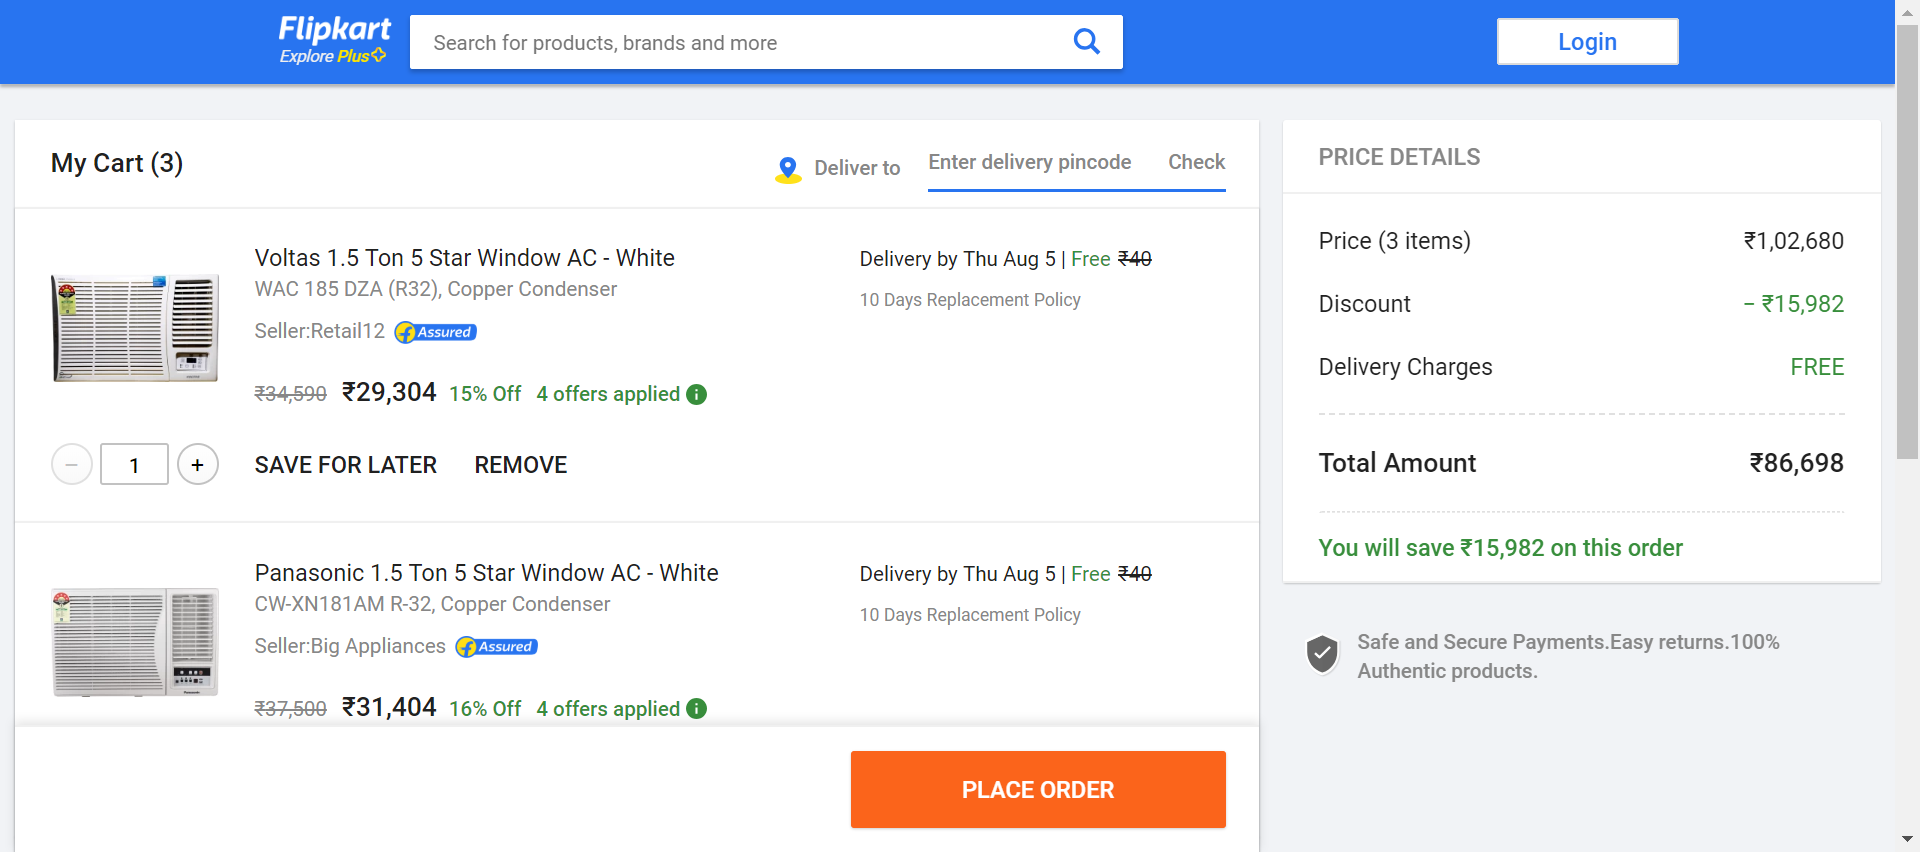 Flipkart
Explore Plus
Search for products, brands and more
Login
My Cart (3)
Deliver to
Enter delivery pincode
Check
Voltas 1.5 Ton 5 Star Window AC - White
WAC 185 DZA (R32), Copper Condenser
Seller:Retail12 Assured
₹34,590 ₹29,304 15% Off 4 offers applied
Delivery by Thu Aug 5 | Free ₹40
10 Days Replacement Policy
− 1 +
SAVE FOR LATER REMOVE
Panasonic 1.5 Ton 5 Star Window AC - White
CW-XN181AM R-32, Copper Condenser
Seller:Big Appliances Assured
₹37,500 ₹31,404 16% Off 4 offers applied
Delivery by Thu Aug 5 | Free ₹40
10 Days Replacement Policy
PLACE ORDER
PRICE DETAILS
Price (3 items) ₹1,02,680
Discount − ₹15,982
Delivery Charges FREE
Total Amount ₹86,698
You will save ₹15,982 on this order
Safe and Secure Payments.Easy returns.100%
Authentic products.